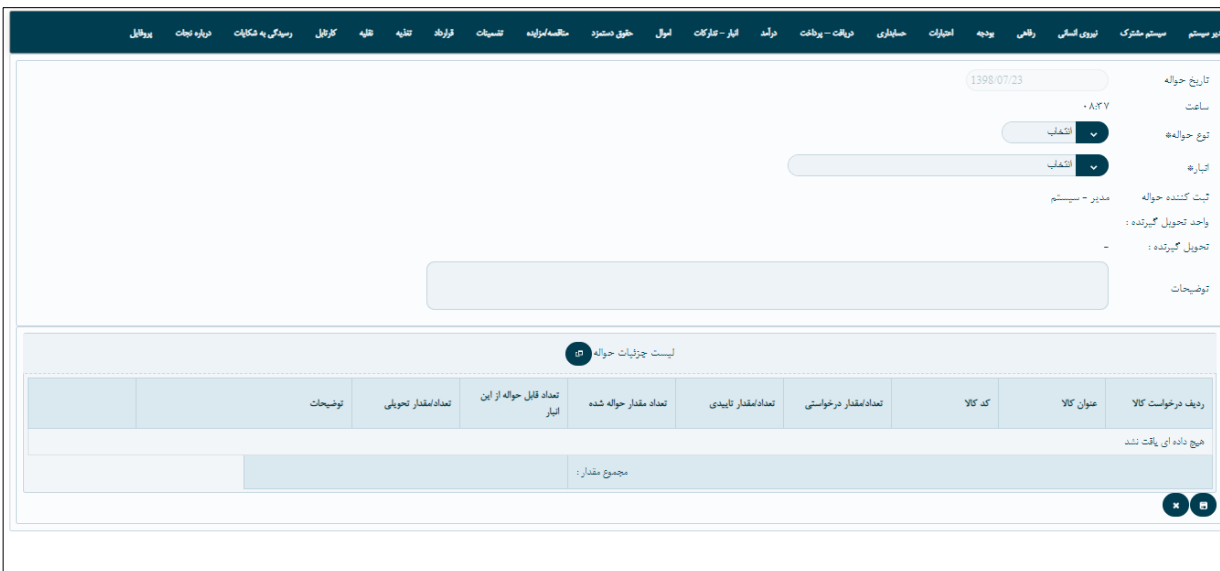 دیر سیستم سیستم مشترک نیروی انسانی رفاهی بودجه اعتبارات حسابداری دریافت – پرداخت درآمد انبار – تدارکات اموال حقوق دستمزد مناقصه/مزایده تضمینات قرارداد تغذیه نقلیه کارتابل رسیدگی به شکایات درباره نجات پروفایل
تاریخ حواله 1398/07/23
ساعت ۰۸:۳۷
نوع حواله* انتخاب
انبار* انتخاب
ثبت کننده حواله مدیر - سیستم
واحد تحویل گیرنده :
تحویل گیرنده : -
توضیحات
لیست جزئیات حواله
ردیف درخواست کالا عنوان کالا کد کالا تعداد/مقدار درخواستی تعداد/مقدار تاییدی تعداد مقدار حواله شده تعداد قابل حواله از این انبار تعداد/مقدار تحویلی توضیحات
هیچ داده ای یافت نشد
مجموع مقدار :